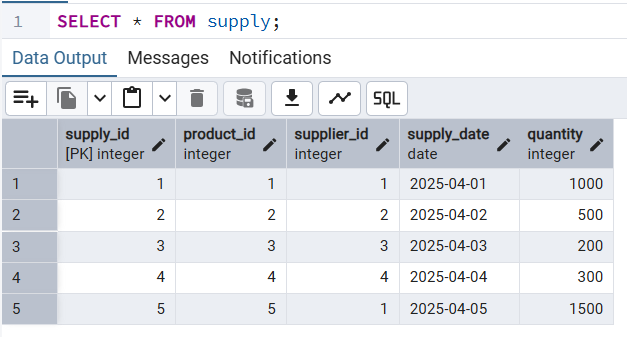 1 SELECT * FROM supply;
Data Output Messages Notifications
SQL
supply_id product_id supplier_id supply_date quantity
[PK] integer integer integer date integer
1 1 1 1 2025-04-01 1000
2 2 2 2 2025-04-02 500
3 3 3 3 2025-04-03 200
4 4 4 4 2025-04-04 300
5 5 5 1 2025-04-05 1500